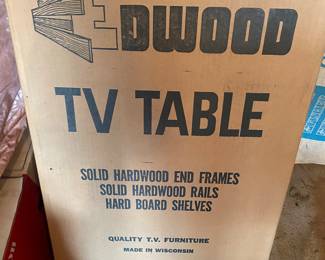 EDWOOD
TV TABLE
SOLID HARDWOOD END FRAMES
SOLID HARDWOOD RAILS
HARD BOARD SHELVES
QUALITY T.V. FURNITURE
MADE IN WISCONSIN